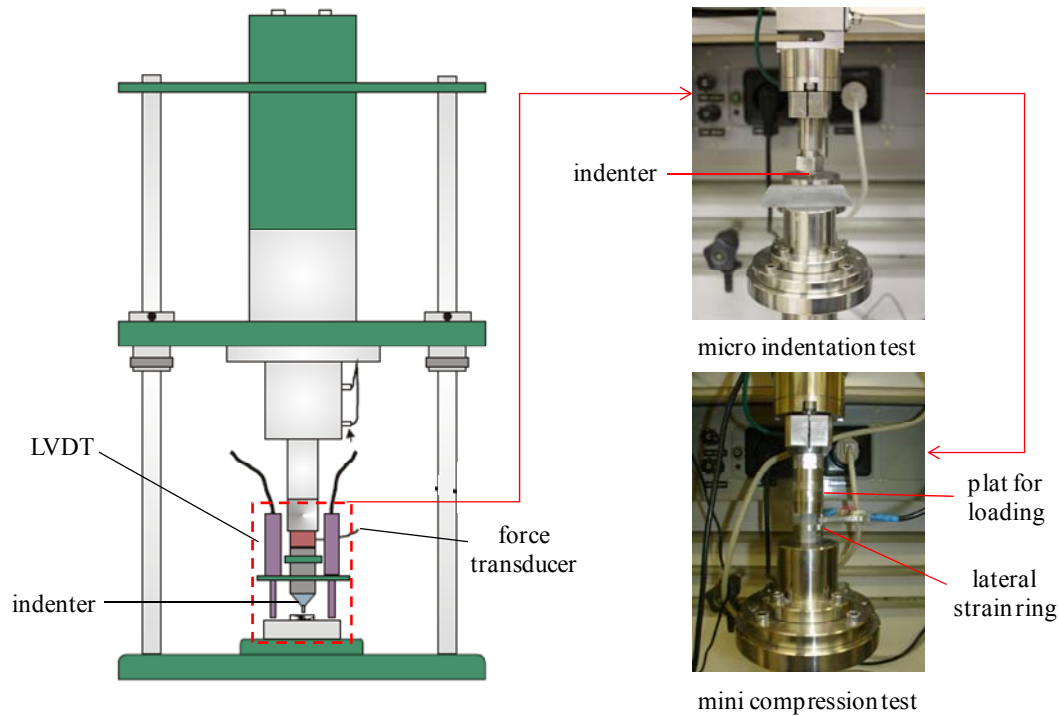 LVDT
indenter
force
transducer
indenter
micro indentation test
plat for
loading
lateral
strain ring
mini compression test